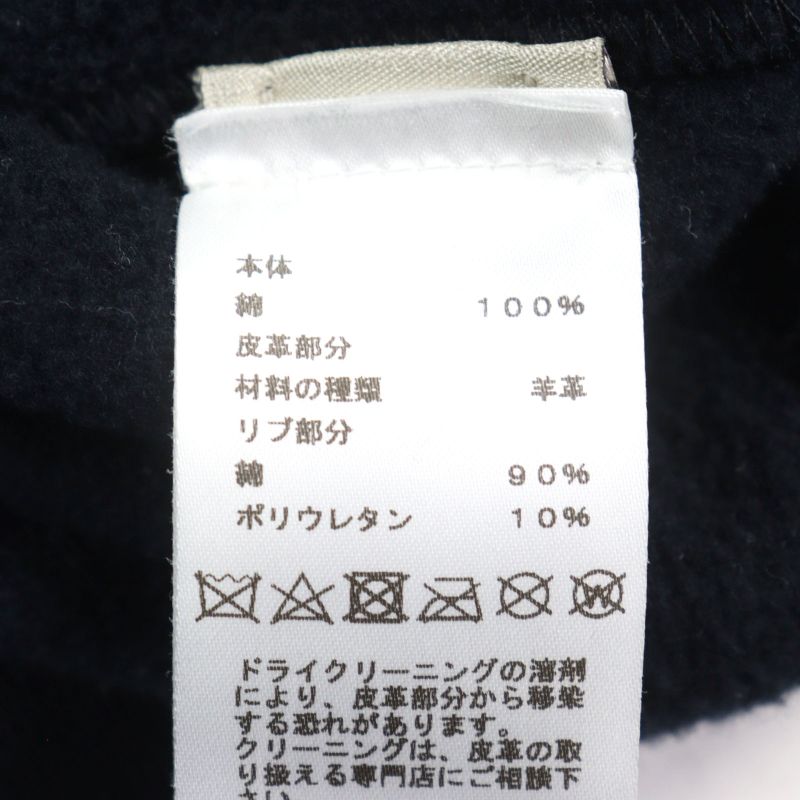 本体
綿 100%
皮革部分
材料の種類 羊革
リブ部分
綿 90%
ポリウレタン 10%
W
ドライクリーニングの溶剤
により、皮革部分から移染
する恐れがあります。
クリーニングは、皮革の取
り扱える専門店にご相談下
さい